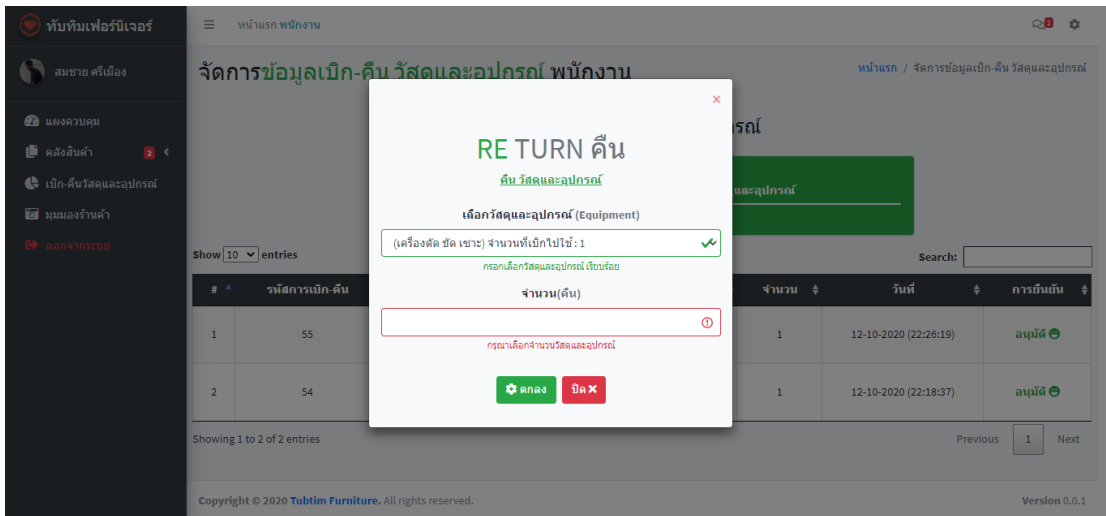 ทับทิมเฟอร์นิเจอร์
หน้าแรก พนักงาน
2
สมชาย ศรีเมือง
แผงควบคุม
คลังสินค้า 2
เบิก-คืนวัสดุและอุปกรณ์
มุมมองร้านค้า
ออกจากระบบ
จัดการข้อมูลเบิก-คืน วัสดุและอุปกรณ์ พนักงาน
หน้าแรก / จัดการข้อมูลเบิก-คืน วัสดุและอุปกรณ์
×
RE TURN คืน
คืน วัสดุและอุปกรณ์
เลือกวัสดุและอุปกรณ์ (Equipment)
(เครื่องตัด ขัด เซาะ) จำนวนที่เบิกไปใช้ : 1
กรอกเลือกวัสดุและอุปกรณ์ เรียบร้อย
จำนวน(คืน)
กรุณาเลือกจำนวนวัสดุและอุปกรณ์
ตกลง ปิด
Show 10 entries
Search:
# รหัสการเบิก-คืน จำนวน วันที่ การยืนยัน
1 55 1 12-10-2020 (22:26:19) อนุมัติ
2 54 1 12-10-2020 (22:18:37) อนุมัติ
Showing 1 to 2 of 2 entries
Previous 1 Next
Copyright © 2020 Tubtim Furniture. All rights reserved.
Version 0.0.1